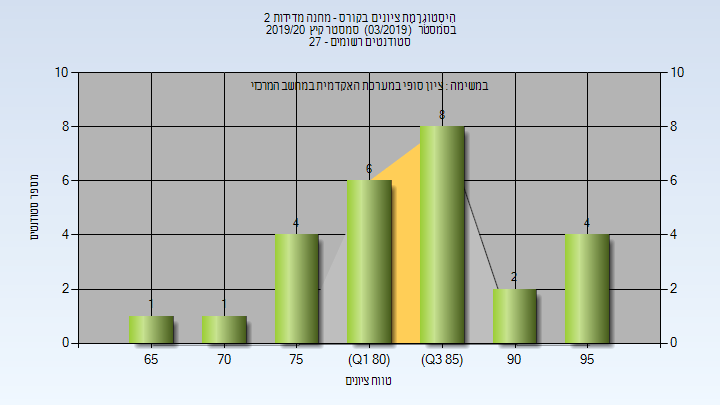 היסטוגרמת ציונים בקורס - מחנה מדידות 2
בסמסטר (03/2019) סמסטר קיץ 2019/20
סטודנטים רשומים - 27
במשימה : ציון סופי במערכת האקדמית במחשב המרכזי
10 10
8 8
6 6
4 4
2 2
0 0
1 1 4 6 8 2 4
65 70 75 (Q1 80) (Q3 85) 90 95
מספר סטודנטים
טווח ציונים